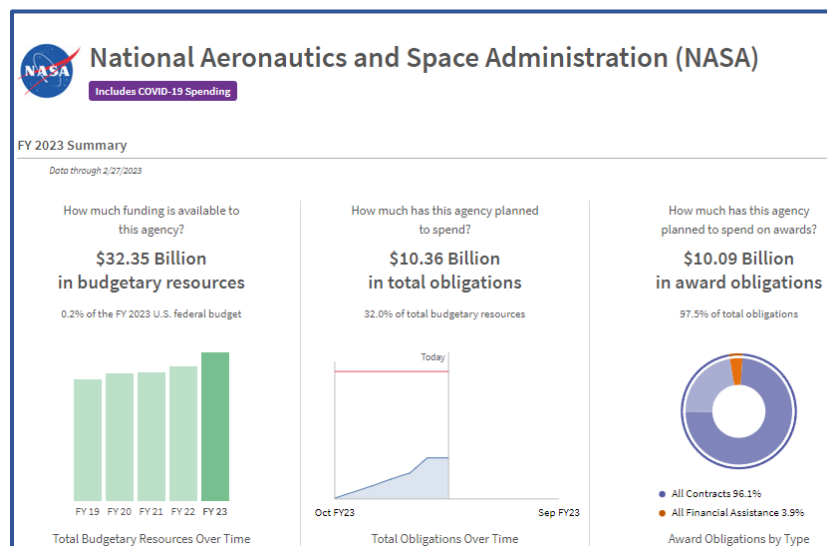 NASA
National Aeronautics and Space Administration (NASA)
Includes COVID-19 Spending
FY 2023 Summary
Data through 2/27/2023
How much funding is available to
this agency?
$32.35 Billion
in budgetary resources
0.2% of the FY 2023 U.S. federal budget
FY 19 FY 20 FY 21 FY 22 FY 23
Total Budgetary Resources Over Time
How much has this agency planned
to spend?
$10.36 Billion
in total obligations
32.0% of total budgetary resources
Today
Oct FY23 Sep FY23
Total Obligations Over Time
How much has this agency
planned to spend on awards?
$10.09 Billion
in award obligations
97.5% of total obligations
All Contracts 96.1%
All Financial Assistance 3.9%
Award Obligations by Type